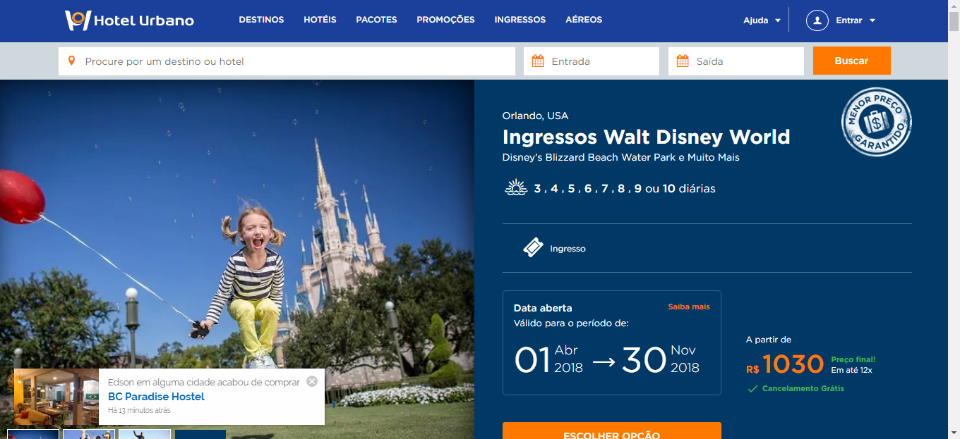 Hotel Urbano
DESTINOS HOTÉIS PACOTES PROMOÇÕES INGRESSOS AÉREOS
Ajuda Entrar
Procure por um destino ou hotel
Entrada
Saída
Buscar
Orlando, USA
Ingressos Walt Disney World
Disney's Blizzard Beach Water Park e Muito Mais
MENOR PREÇO
GARANTIDO
3 , 4 , 5 , 6 , 7 , 8 , 9 ou 10 diárias
Ingresso
Data aberta Saiba mais
Válido para o período de:
01 Abr 2018 → 30 Nov 2018
A partir de
R$ 1030 Preço final!
Em até 12x
Cancelamento Grátis
ESCOLHER OPÇÃO
Edson em alguma cidade acabou de comprar
BC Paradise Hostel
Há 13 minutos atrás